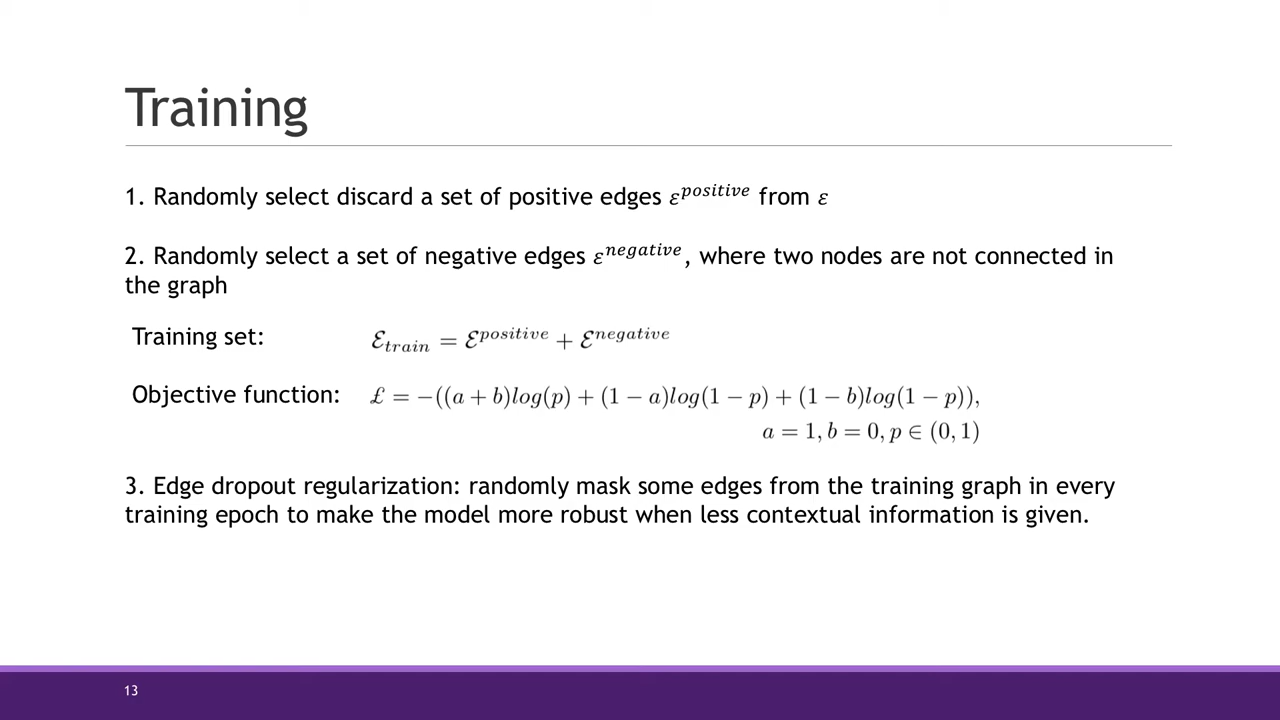 Training
1. Randomly select discard a set of positive edges 𝜀^{positive} from 𝜀
2. Randomly select a set of negative edges 𝜀^{negative}, where two nodes are not connected in
the graph
Training set: ℰ_{train} = ℰ^{positive} + ℰ^{negative}
Objective function: £ = −((a + b)log(p) + (1 − a)log(1 − p) + (1 − b)log(1 − p)),
a = 1, b = 0, p ∈ (0, 1)
3. Edge dropout regularization: randomly mask some edges from the training graph in every
training epoch to make the model more robust when less contextual information is given.
13